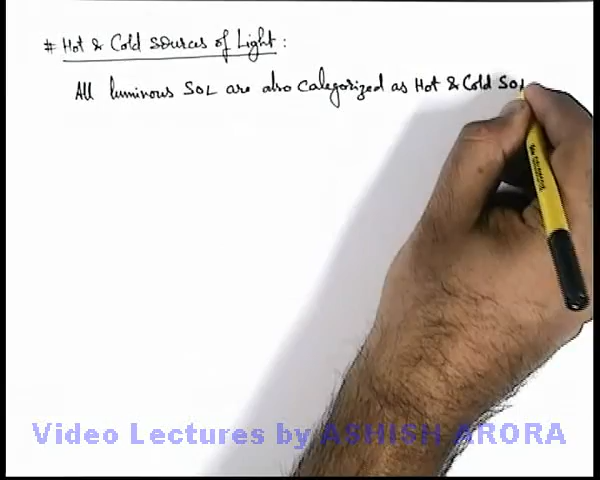 # Hot & Cold Sources of Light :
All luminous SOL are also categorized as Hot & Cold SOL
Video Lectures by ASHISH ARORA